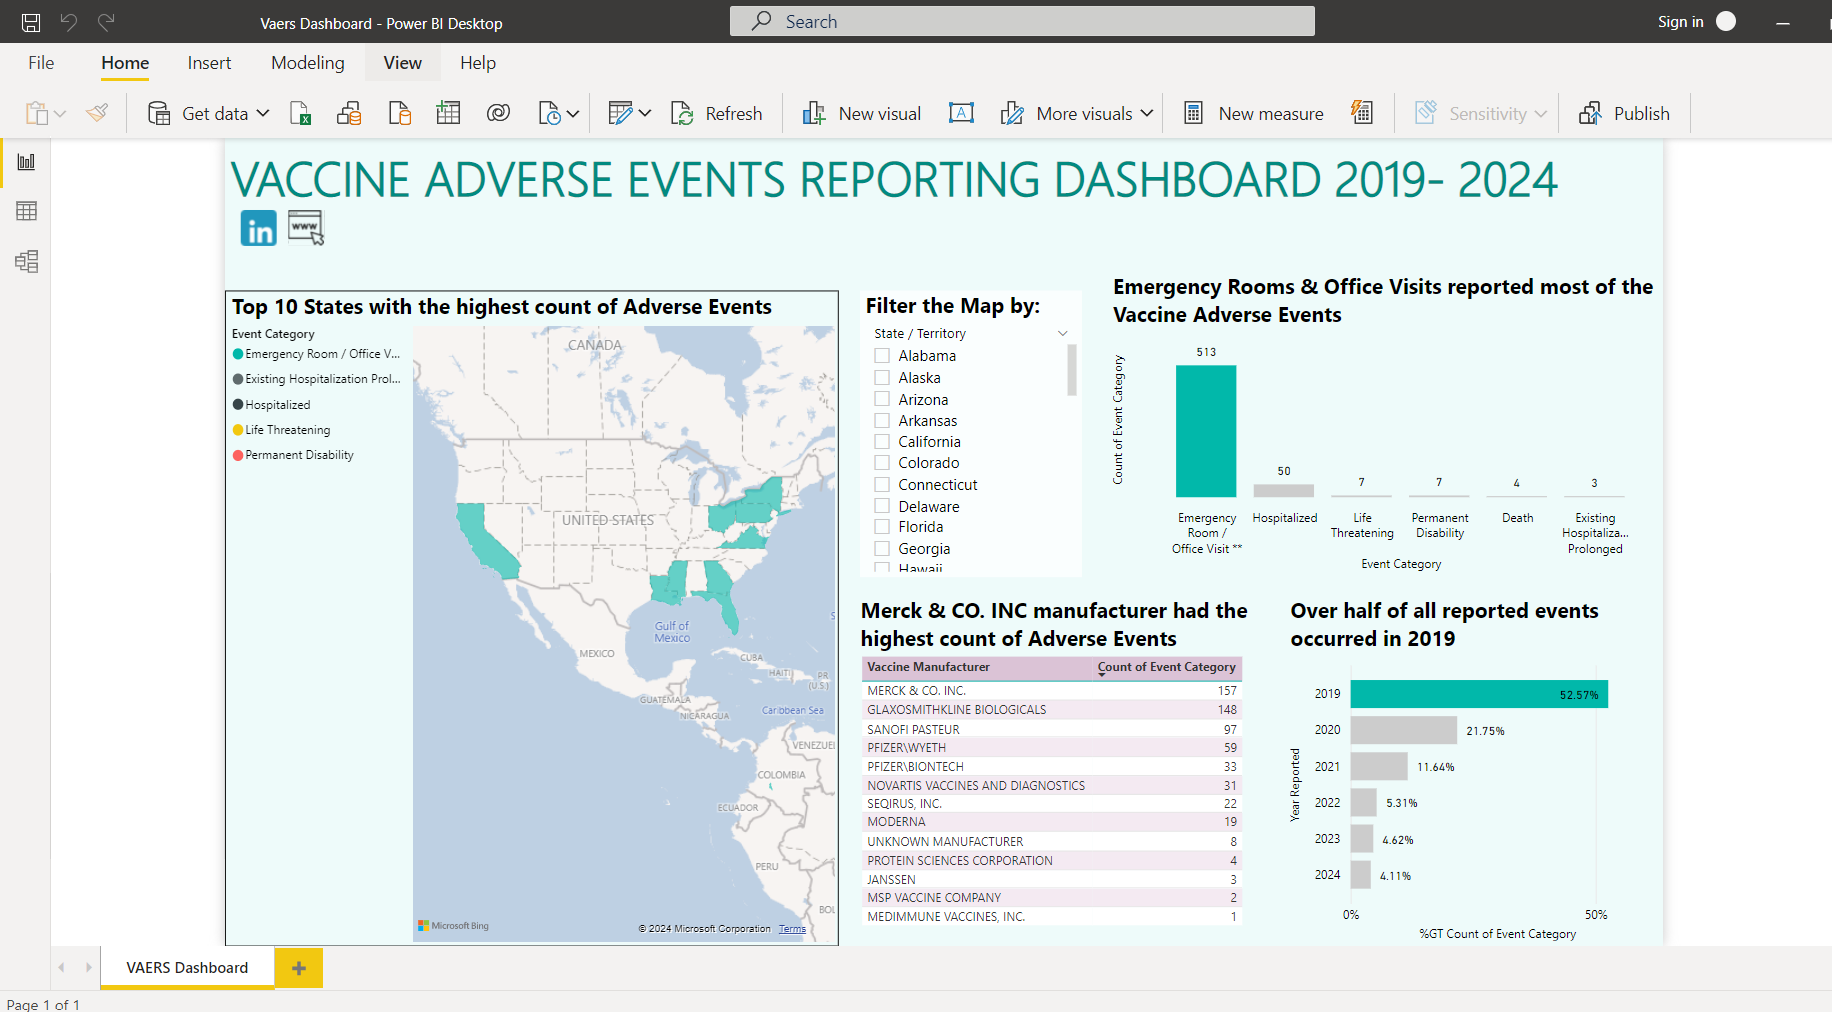 Vaers Dashboard - Power BI Desktop
Search
Sign in
File
Home
Insert
Modeling
View
Help
Get data
Refresh
New visual
A
More visuals
New measure
Sensitivity
Publish
VACCINE ADVERSE EVENTS REPORTING DASHBOARD 2019- 2024
in
www
Top 10 States with the highest count of Adverse Events
Event Category
Emergency Room / Office V...
Existing Hospitalization Prol...
Hospitalized
Life Threatening
Permanent Disability
CANADA
UNITED STATES
Gulf of
Mexico
MEXICO
CUBA
HAITI
PR
(U.S.)
GUATEMALA
Caribbean Sea
NICARAGUA
VENEZUEL
COLOMBIA
ECUADOR
PERU
BOL
Microsoft Bing
© 2024 Microsoft Corporation
Terms
Filter the Map by:
State / Territory
Alabama
Alaska
Arizona
Arkansas
California
Colorado
Connecticut
Delaware
Florida
Georgia
Hawaii
Emergency Rooms & Office Visits reported most of the
Vaccine Adverse Events
Count of Event Category
513
50
7
7
4
3
Emergency
Room /
Office Visit **
Hospitalized
Life
Threatening
Permanent
Disability
Death
Existing
Hospitaliza...
Prolonged
Event Category
Merck & CO. INC manufacturer had the
highest count of Adverse Events
Vaccine Manufacturer Count of Event Category
MERCK & CO. INC. 157
GLAXOSMITHKLINE BIOLOGICALS 148
SANOFI PASTEUR 97
PFIZER\WYETH 59
PFIZER\BIONTECH 33
NOVARTIS VACCINES AND DIAGNOSTICS 31
SEQIRUS, INC. 22
MODERNA 19
UNKNOWN MANUFACTURER 8
PROTEIN SCIENCES CORPORATION 4
JANSSEN 3
MSP VACCINE COMPANY 2
MEDIMMUNE VACCINES, INC. 1
Over half of all reported events
occurred in 2019
Year Reported
2019 52.57%
2020 21.75%
2021 11.64%
2022 5.31%
2023 4.62%
2024 4.11%
0% 50%
%GT Count of Event Category
VAERS Dashboard
Page 1 of 1